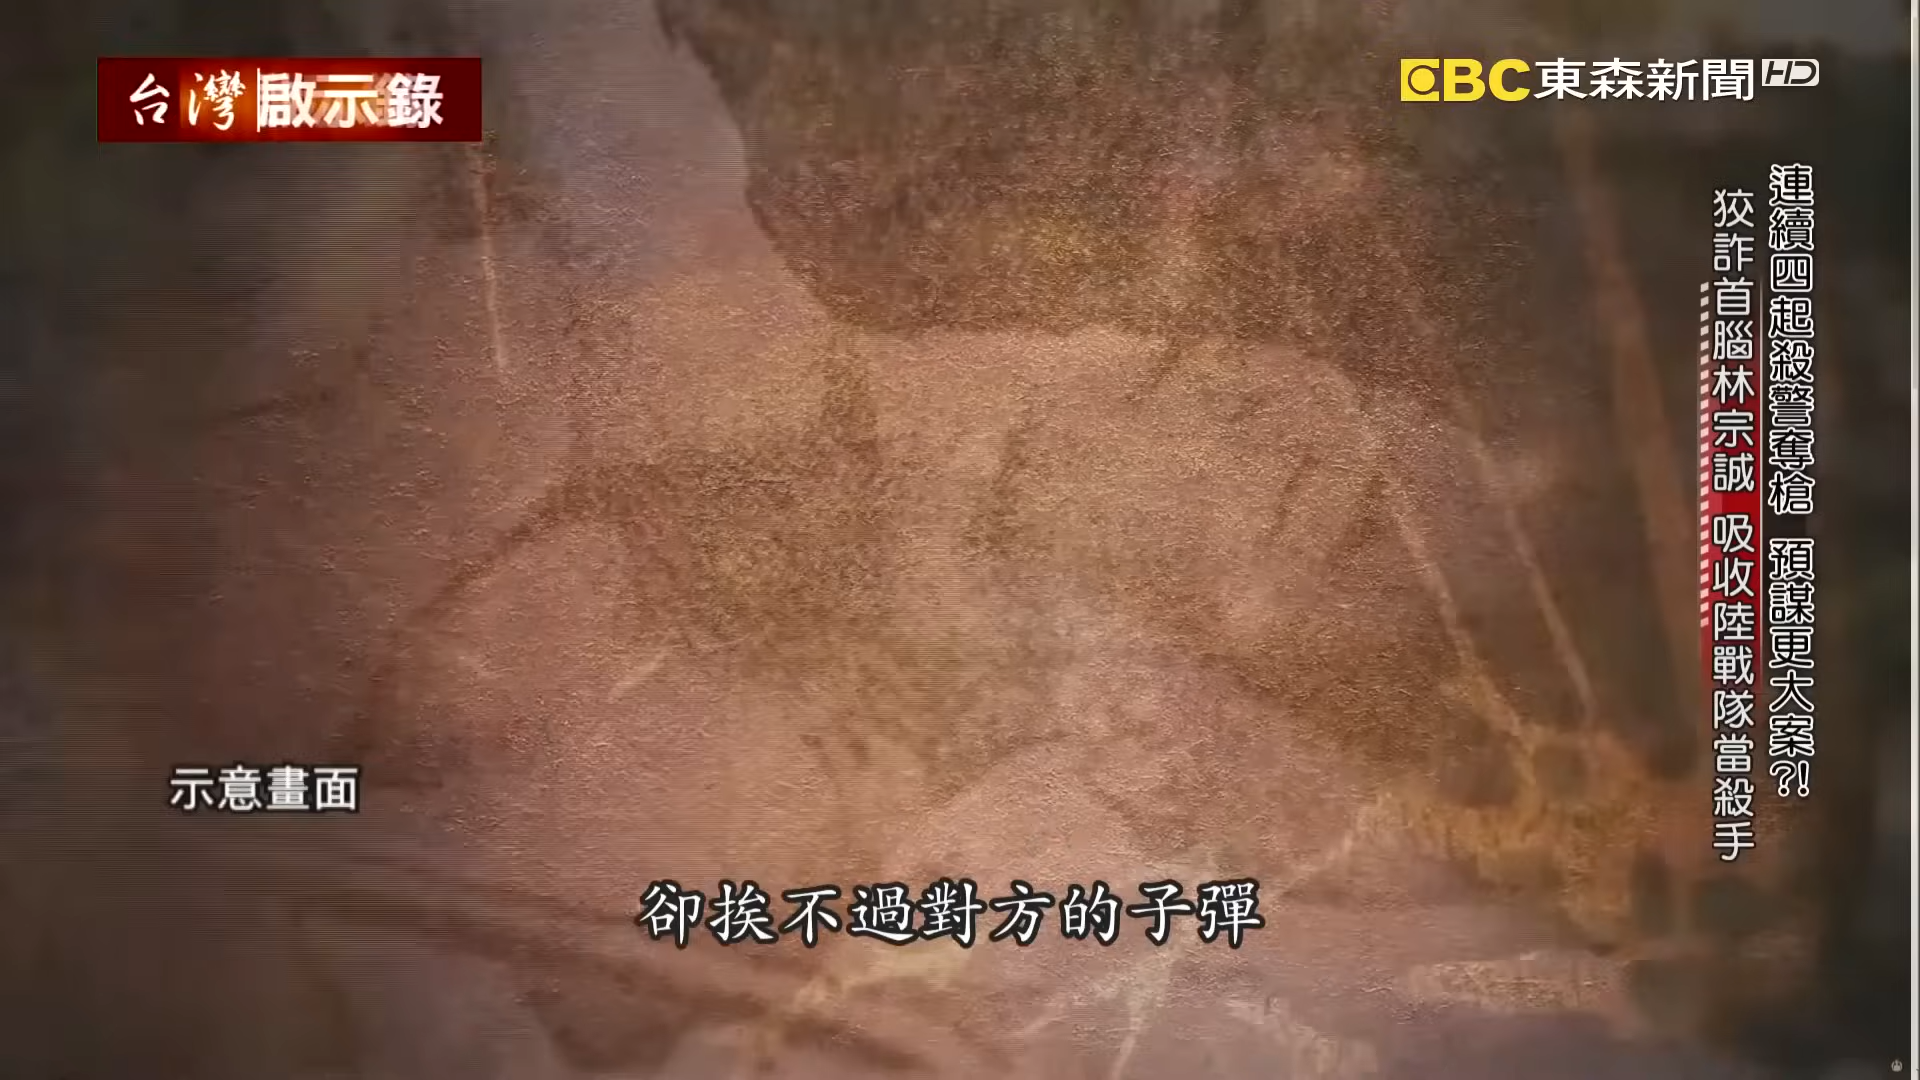 台灣啟示錄
EBC東森新聞HD
連續四起殺警奪槍 預謀更大案?!
狡詐首腦林宗誠 吸收陸戰隊當殺手
示意畫面
卻挨不過對方的子彈